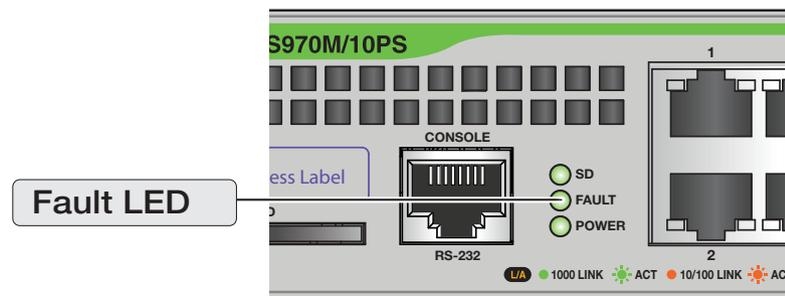 S970M/10PS
1
CONSOLE
SD
ess Label
Fault LED
FAULT
POWER
RS-232
2
L/A 1000 LINK ACT 10/100 LINK AC